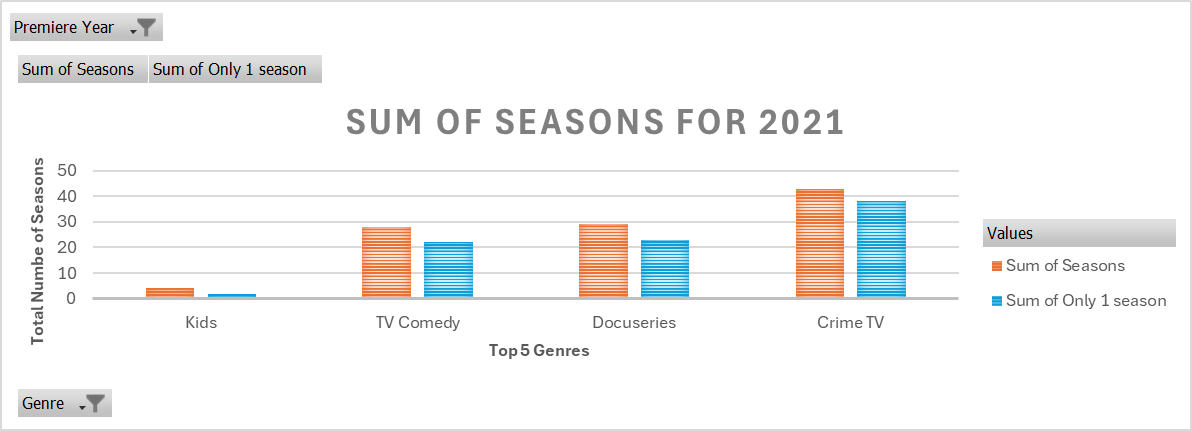 Premiere Year
Sum of Seasons Sum of Only 1 season
SUM OF SEASONS FOR 2021
Total Numbe of Seasons
50
40
30
20
10
0
Kids TV Comedy Docuseries Crime TV
Top 5 Genres
Values
Sum of Seasons
Sum of Only 1 season
Genre